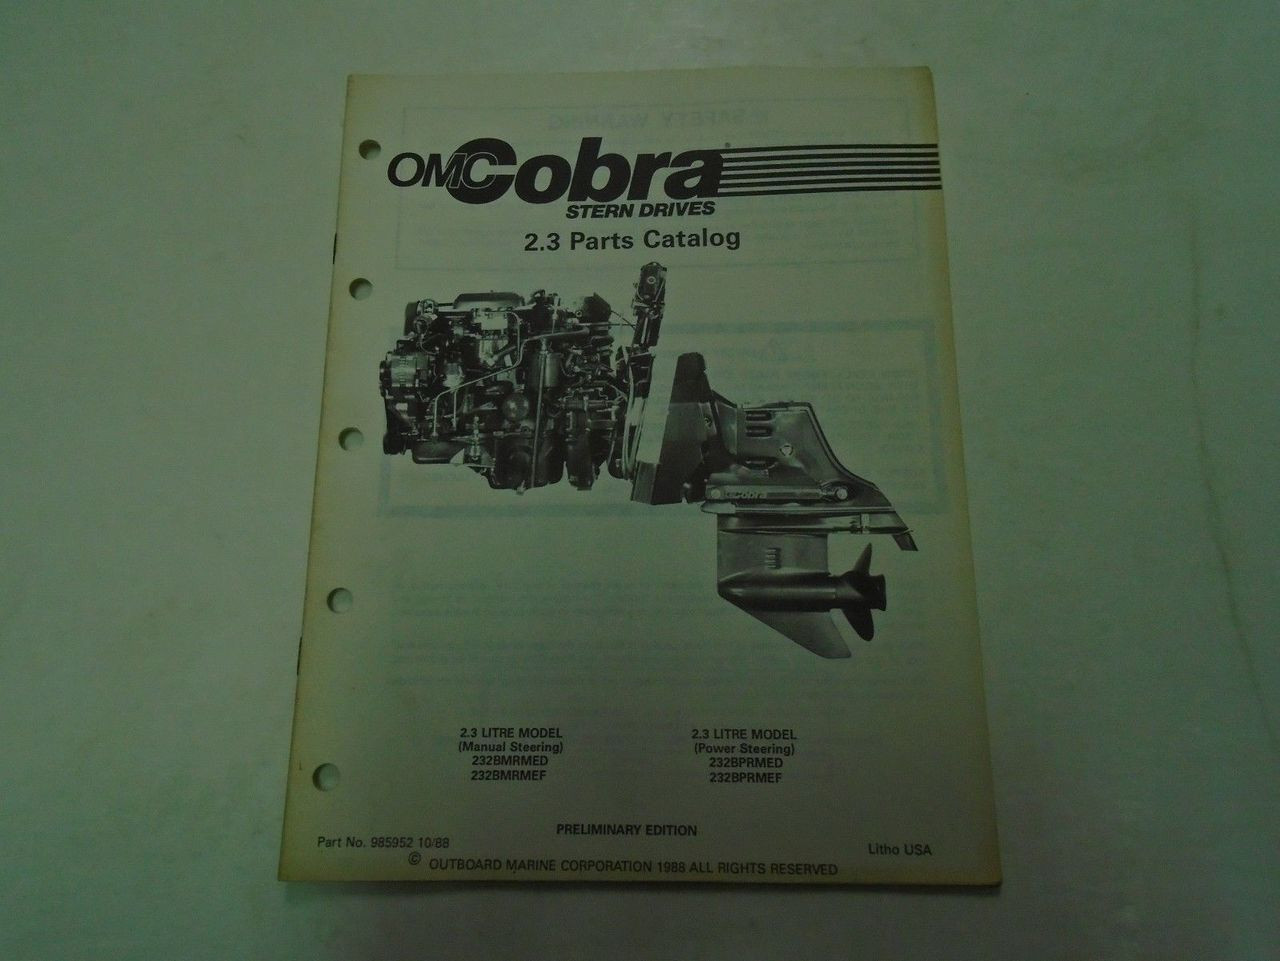 OMC Cobra®
STERN DRIVES
2.3 Parts Catalog
Cobra
2.3 LITRE MODEL
(Manual Steering)
232BMRMED
232BMRMEF
2.3 LITRE MODEL
(Power Steering)
232BPRMED
232BPRMEF
PRELIMINARY EDITION
Part No. 985952 10/88
Litho USA
© OUTBOARD MARINE CORPORATION 1988 ALL RIGHTS RESERVED